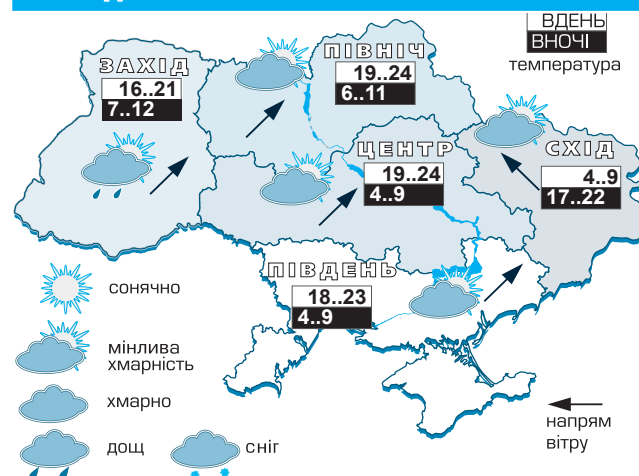 ВДЕНЬ
ВНОЧІ
температура
ПІВНІЧ
19..24
6..11
ЗАХІД
16..21
7..12
ЦЕНТР
19..24
4..9
СХІД
4..9
17..22
ПІВДЕНЬ
18..23
4..9
сонячно
мінлива
хмарність
хмарно
дощ
сніг
напрям
вітру